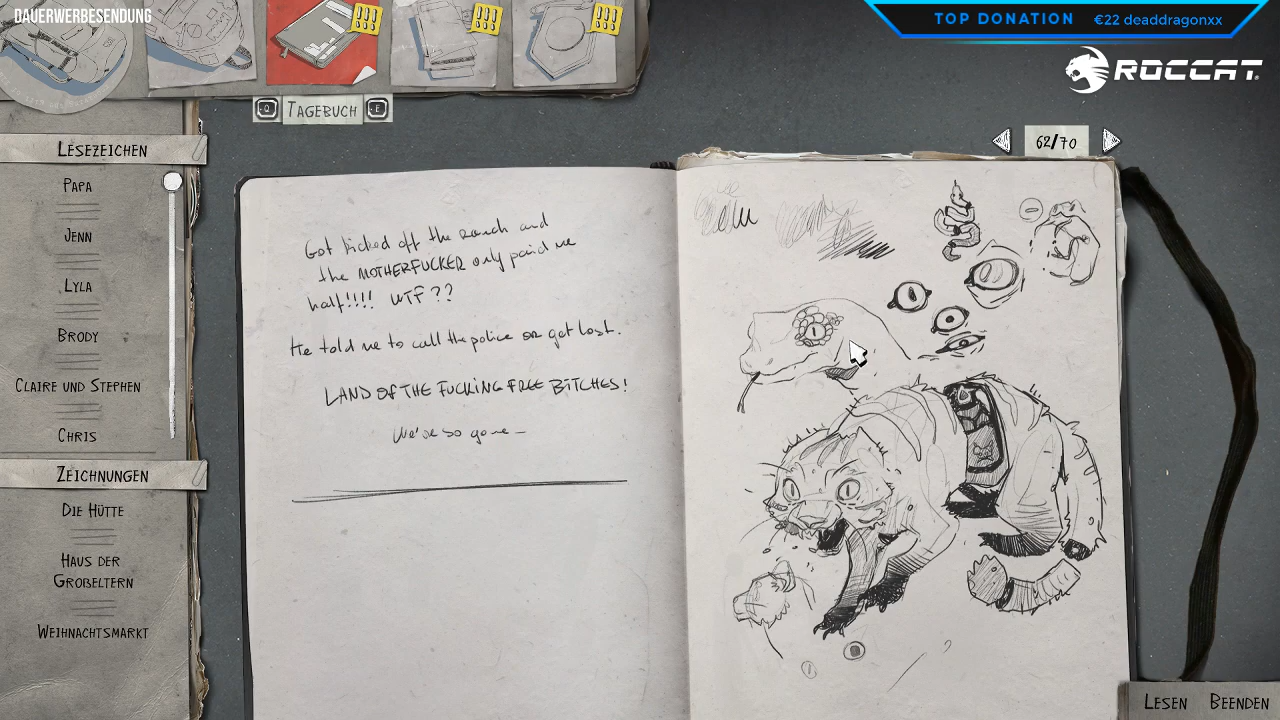 DAUERWERBESENDUNG
TOP DONATION €22 deaddragonxx
ROCCAT
Q TAGEBUCH E
62/70
LESEZEICHEN
PAPA
JENN
LYLA
BRODY
CLAIRE UND STEPHEN
CHRIS
ZEICHNUNGEN
DIE HÜTTE
HAUS DER
GROẞELTERN
WEIHNACHTSMARKT
Got kicked off the ranch and
the MOTHERFUCKER only paid me
half!!!! WTF??
He told me to call the police or get lost.
LAND OF THE FUCKING FREE BITCHES!
We're so gone
LESEN BEENDEN